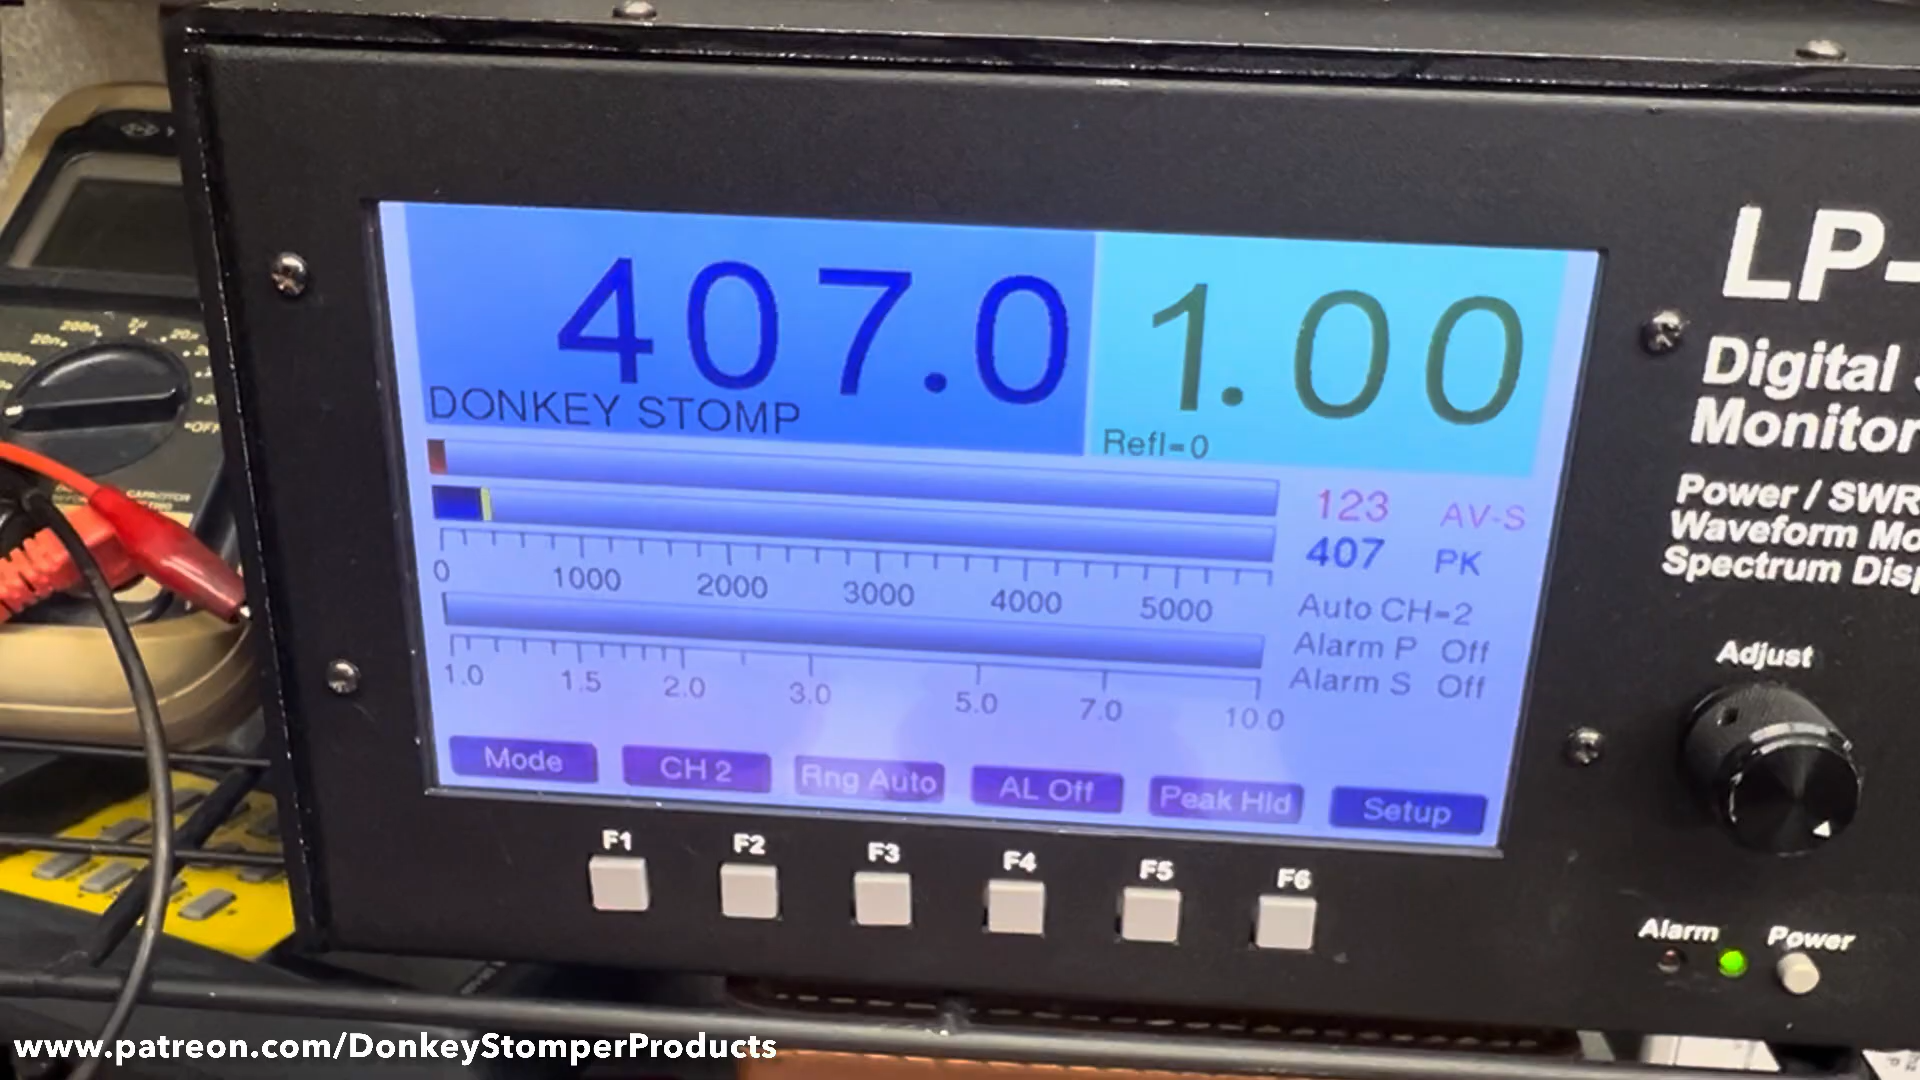 LP-
Digital
Monitor
Power / SWR
Waveform Mo
Spectrum Disp
407.0
DONKEY STOMP
1.00
Refl=0
123 AV-S
407 PK
0 1000 2000 3000 4000 5000
Auto CH=2
Alarm P Off
Alarm S Off
1.0 1.5 2.0 3.0 5.0 7.0 10.0
Mode CH 2 Rng Auto AL Off Peak Hld Setup
F1 F2 F3 F4 F5 F6
Adjust
Alarm Power
www.patreon.com/DonkeyStomperProducts